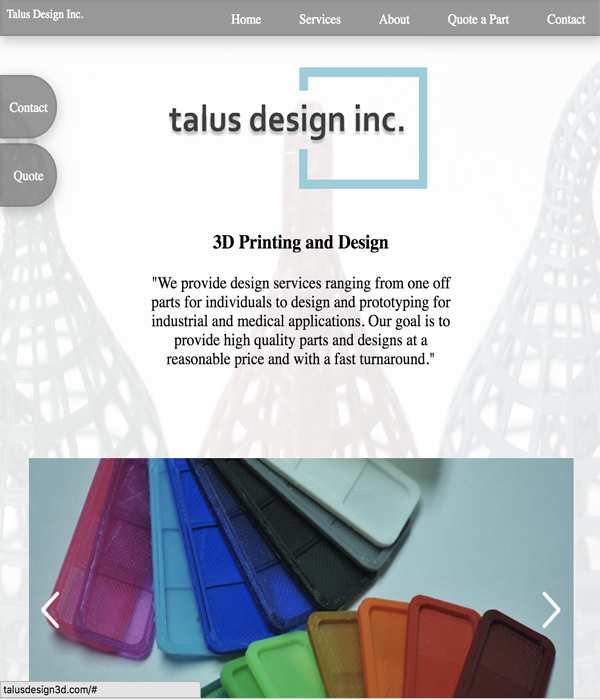 Talus Design Inc.
Home Services About Quote a Part Contact
talus design inc.
Contact
Quote
3D Printing and Design
"We provide design services ranging from one off
parts for individuals to design and prototyping for
industrial and medical applications. Our goal is to
provide high quality parts and designs at a
reasonable price and with a fast turnaround."
talusdesign3d.com/#